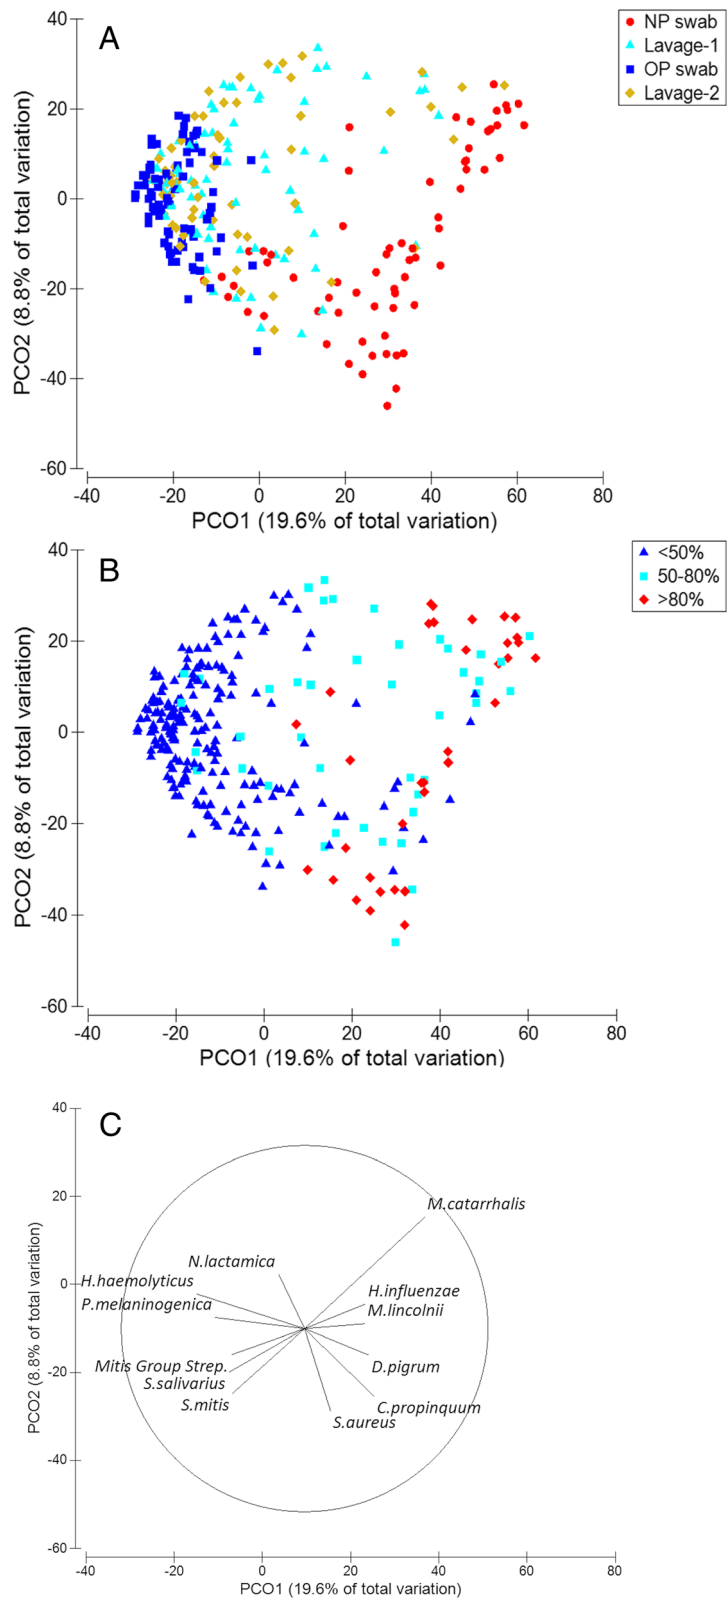 A
NP swab
Lavage-1
OP swab
Lavage-2
40
20
0
-20
-40
-60
PCO2 (8.8% of total variation)
-40 -20 0 20 40 60 80
PCO1 (19.6% of total variation)
B
<50%
50-80%
>80%
40
20
0
-20
-40
-60
PCO2 (8.8% of total variation)
-40 -20 0 20 40 60 80
PCO1 (19.6% of total variation)
C
40
20
0
-20
-40
-60
PCO2 (8.8% of total variation)
M.catarrhalis
N.lactamica
H.haemolyticus
H.influenzae
P.melaninogenica
M.lincolnii
Mitis Group Strep.
D.pigrum
S.salivarius
S.mitis
C.propinquum
S.aureus
-40 -20 0 20 40 60 80
PCO1 (19.6% of total variation)